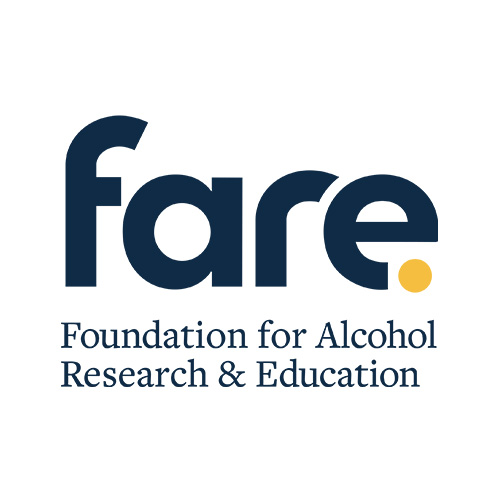 fare.
Foundation for Alcohol
Research & Education